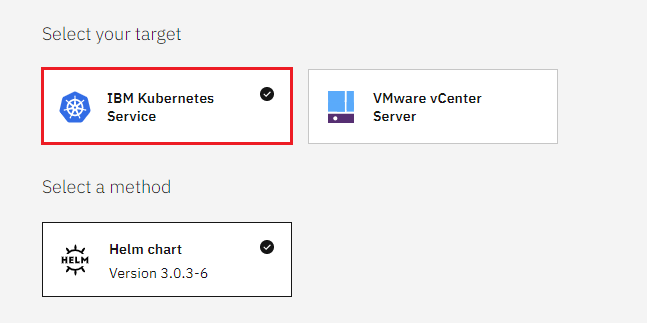 Select your target
IBM Kubernetes
Service
VMware vCenter
Server
Select a method
HELM
Helm chart
Version 3.0.3-6